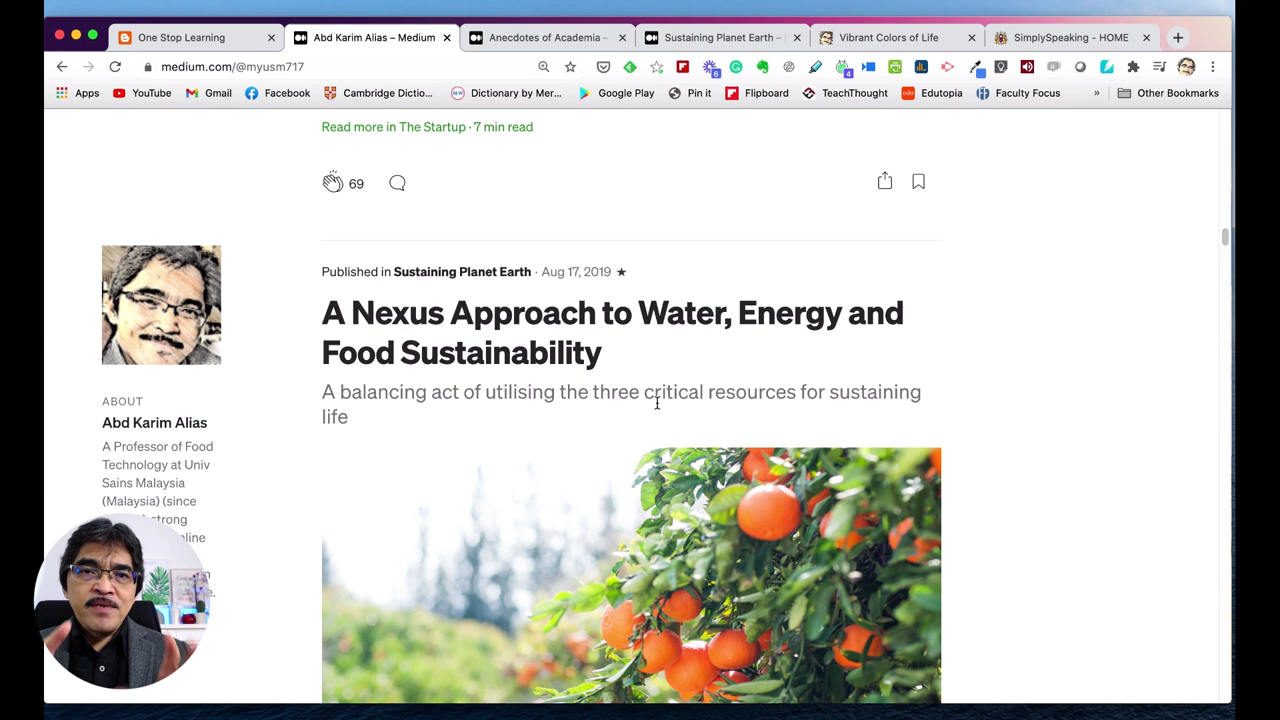 One Stop Learning
Abd Karim Alias – Medium
Anecdotes of Academia –
Sustaining Planet Earth –
Vibrant Colors of Life
SimplySpeaking - HOME
medium.com/@myusm717
6
4
Apps
YouTube
Gmail
Facebook
Cambridge Dictio...
Dictionary by Mer...
Google Play
Pin it
Flipboard
TeachThought
Edutopia
Faculty Focus
»
Other Bookmarks
Read more in The Startup · 7 min read
69
Published in Sustaining Planet Earth · Aug 17, 2019 ★
A Nexus Approach to Water, Energy and
Food Sustainability
A balancing act of utilising the three critical resources for sustaining
life
ABOUT
Abd Karim Alias
A Professor of Food
Technology at Univ
Sains Malaysia
(Malaysia) (since
strong